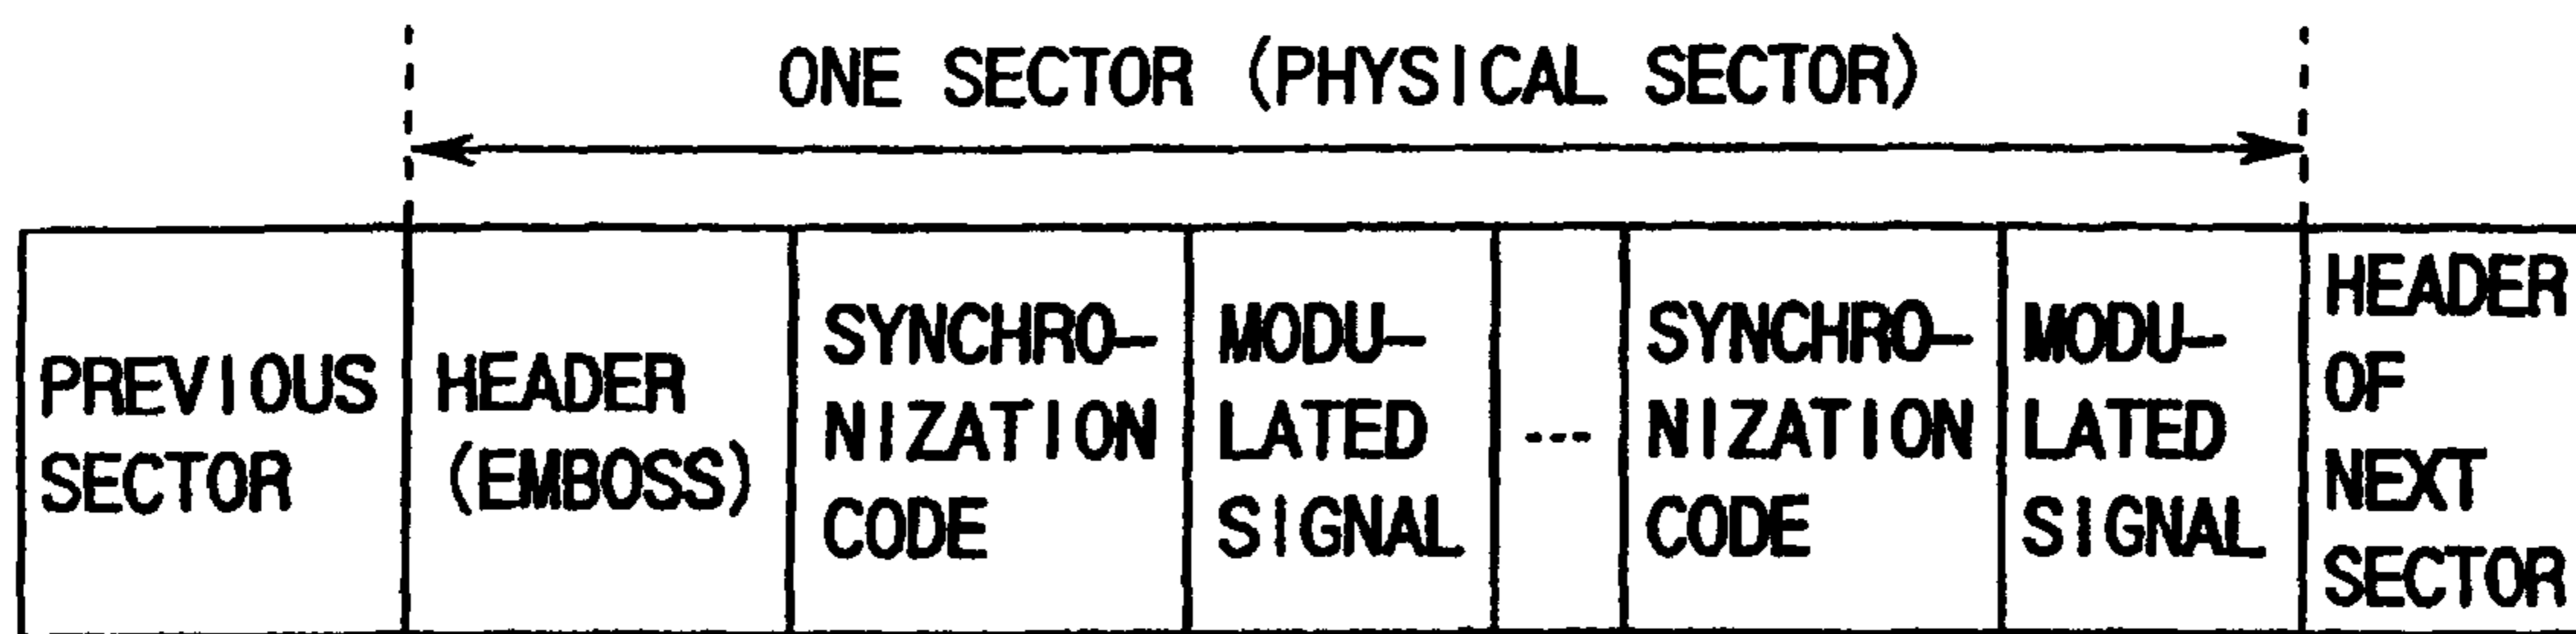 ONE SECTOR (PHYSICAL SECTOR)
PREVIOUS
SECTOR
HEADER
(EMBOSS)
SYNCHRO-
NIZATION
CODE
MODU-
LATED
SIGNAL
---
SYNCHRO-
NIZATION
CODE
MODU-
LATED
SIGNAL
HEADER
OF
NEXT
SECTOR